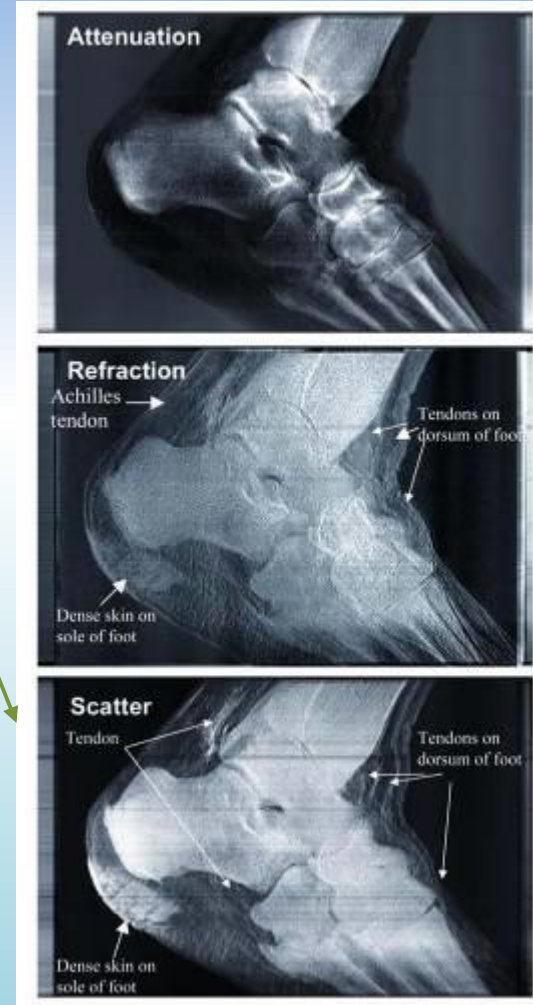 Attenuation
Refraction
Achilles
tendon
Tendons on
dorsum of foot
Dense skin on
sole of foot
Scatter
Tendon
Tendons on
dorsum of foot
Dense skin on
sole of foot